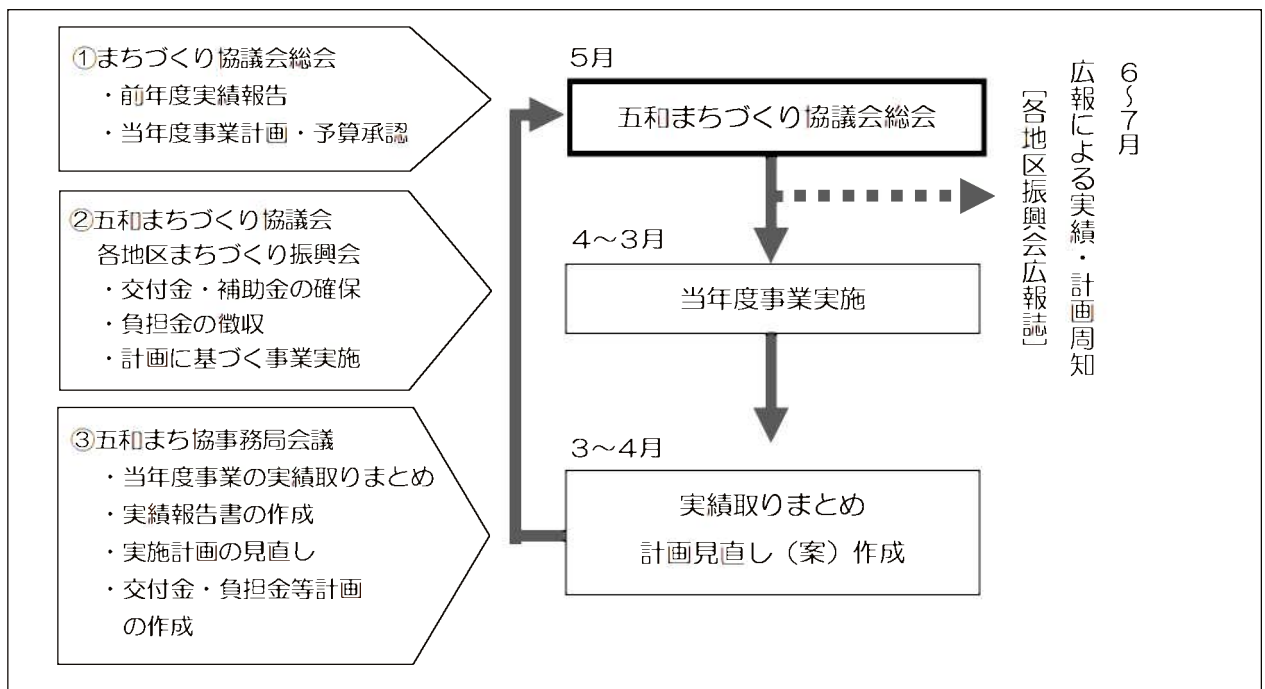 ①まちづくり協議会総会
・前年度実績報告
・当年度事業計画・予算承認
②五和まちづくり協議会
各地区まちづくり振興会
・交付金・補助金の確保
・負担金の徴収
・計画に基づく事業実施
③五和まち協事務局会議
・当年度事業の実績取りまとめ
・実績報告書の作成
・実施計画の見直し
・交付金・負担金等計画
の作成
5月
五和まちづくり協議会総会
4～3月
当年度事業実施
3～4月
実績取りまとめ
計画見直し（案）作成
6～7月
広報による実績・計画周知
［各地区振興会広報誌］